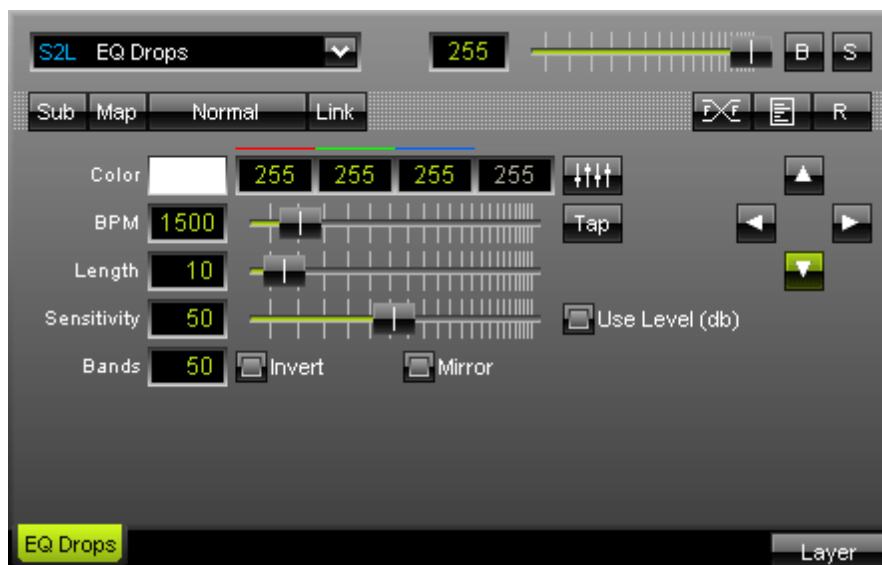 S2L EQ Drops 255 B S
Sub Map Normal Link R
Color 255 255 255 255
BPM 1500 Tap
Length 10
Sensitivity 50 Use Level (db)
Bands 50 Invert Mirror
EQ Drops
Layer